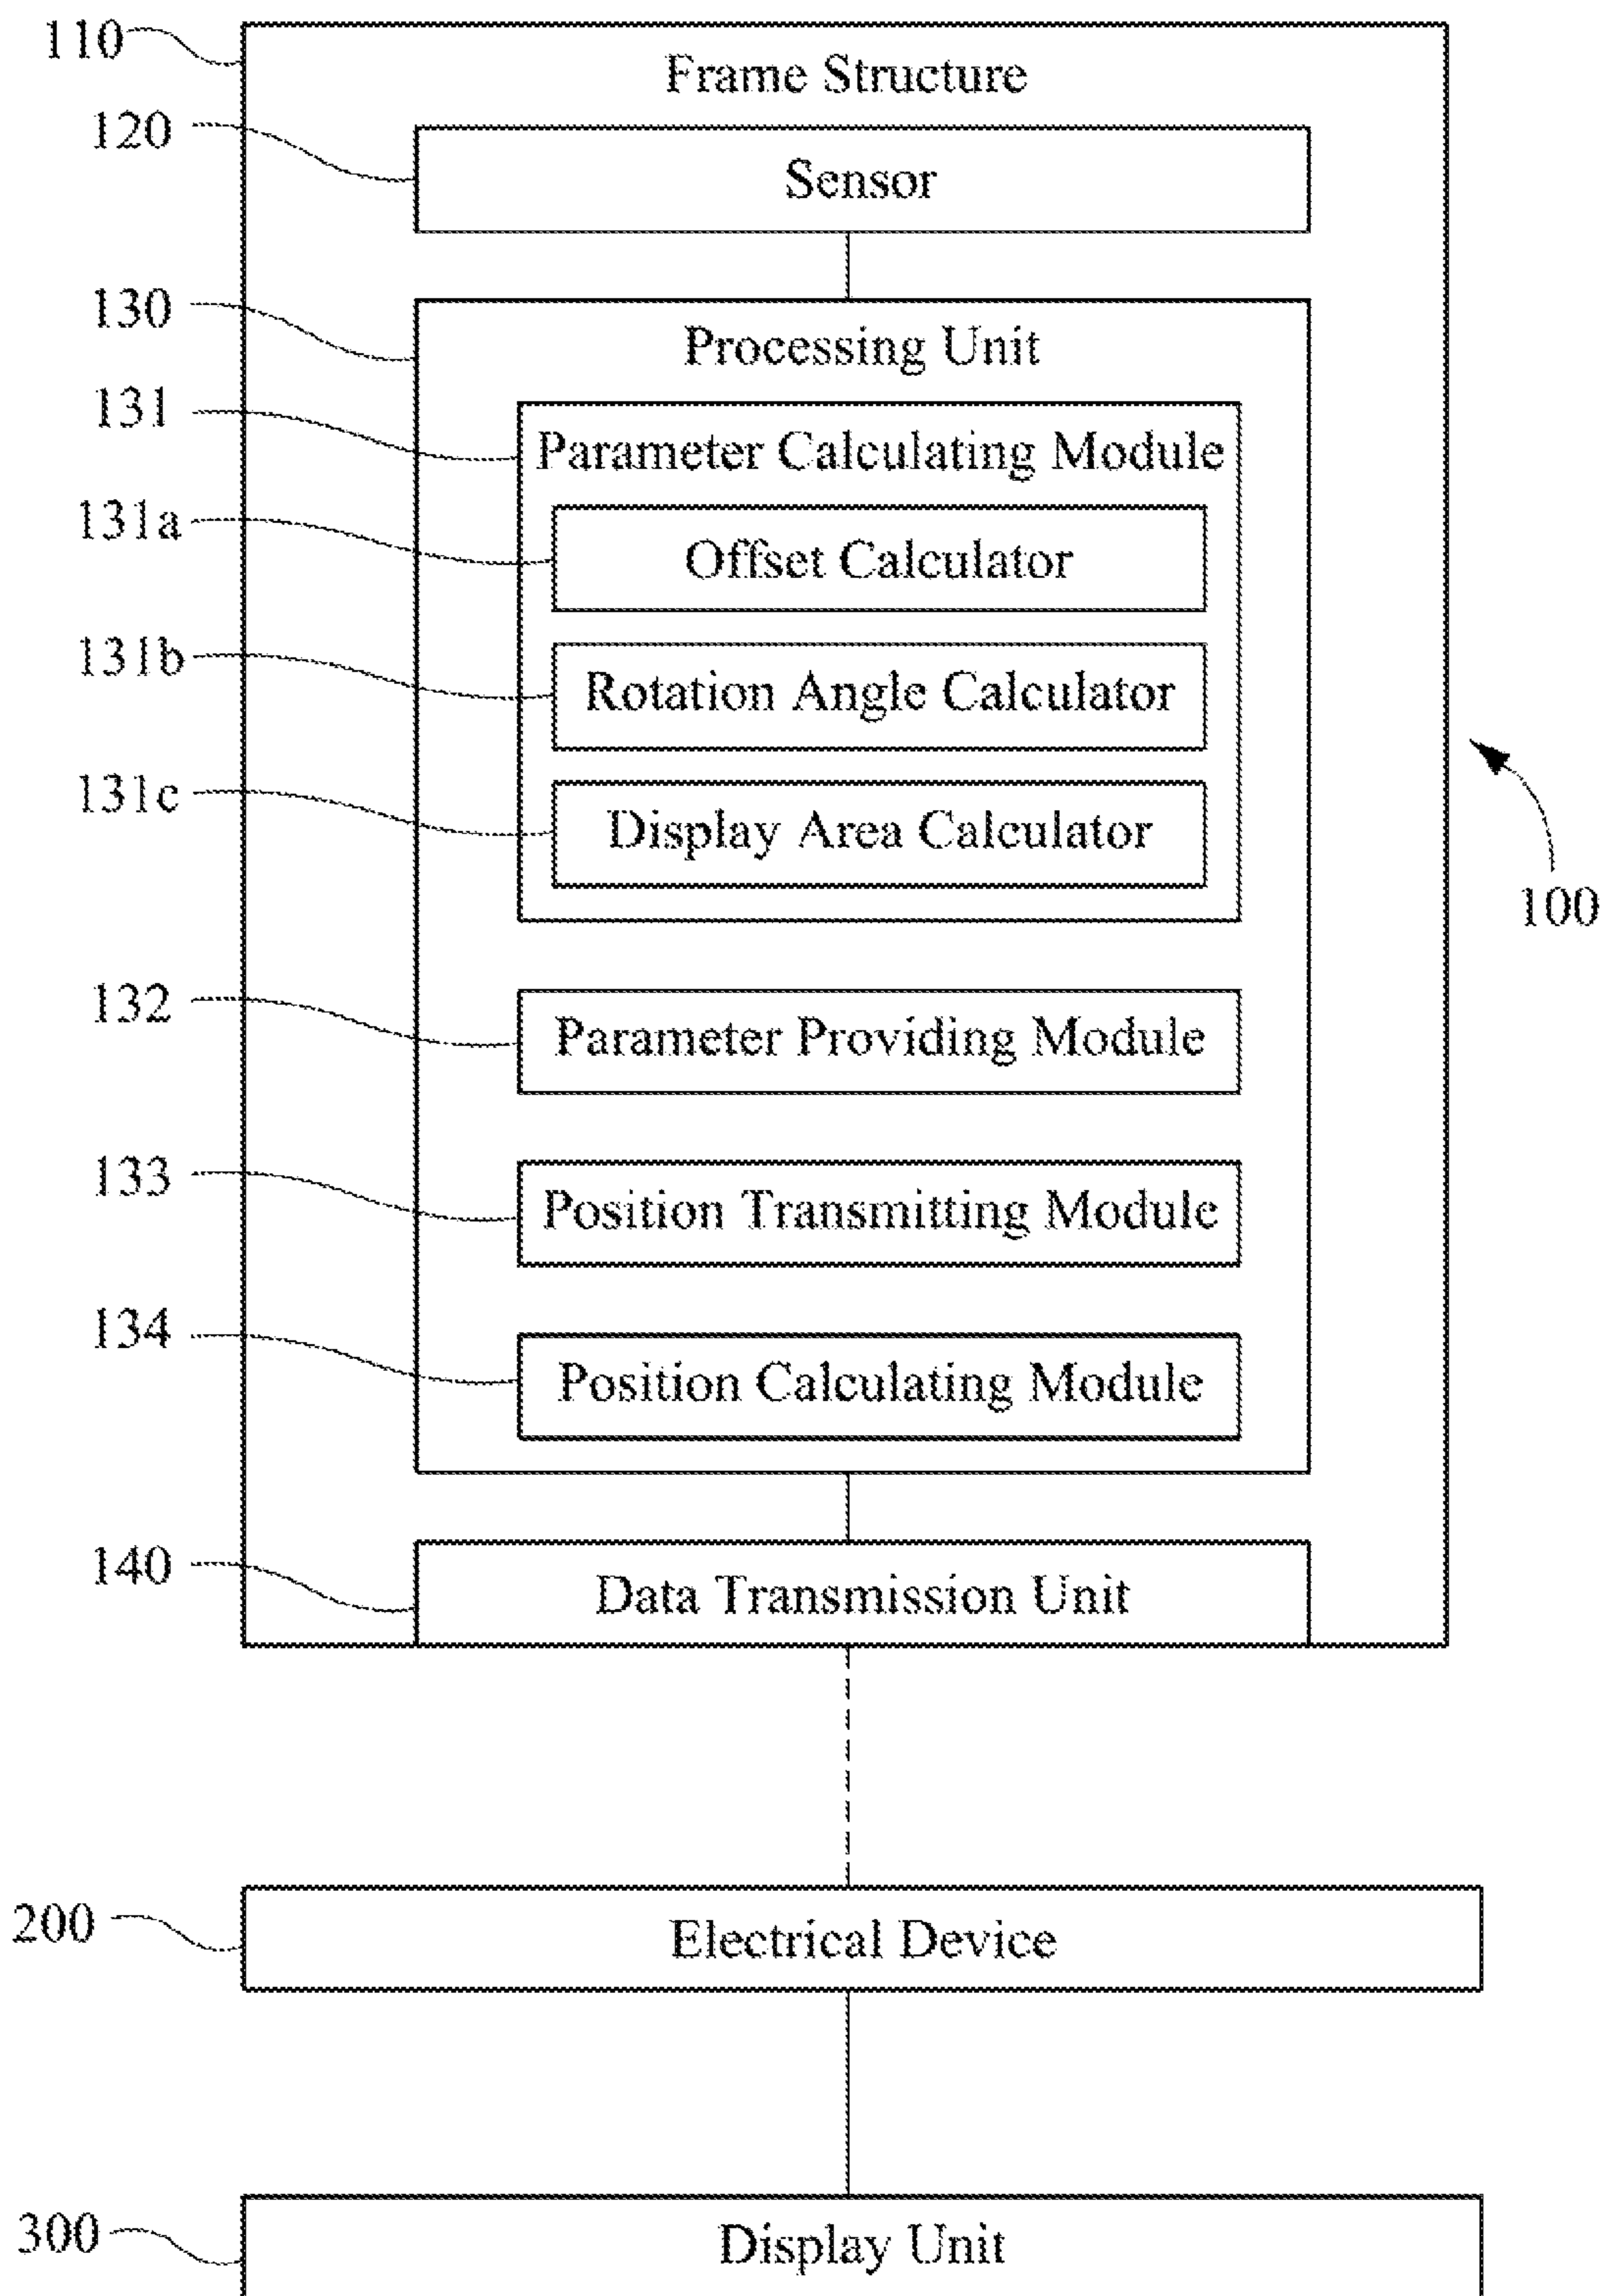 110
Frame Structure
120
Sensor
130
Processing Unit
131
Parameter Calculating Module
131a
Offset Calculator
131b
Rotation Angle Calculator
131c
Display Area Calculator
100
132
Parameter Providing Module
133
Position Transmitting Module
134
Position Calculating Module
140
Data Transmission Unit
200
Electrical Device
300
Display Unit